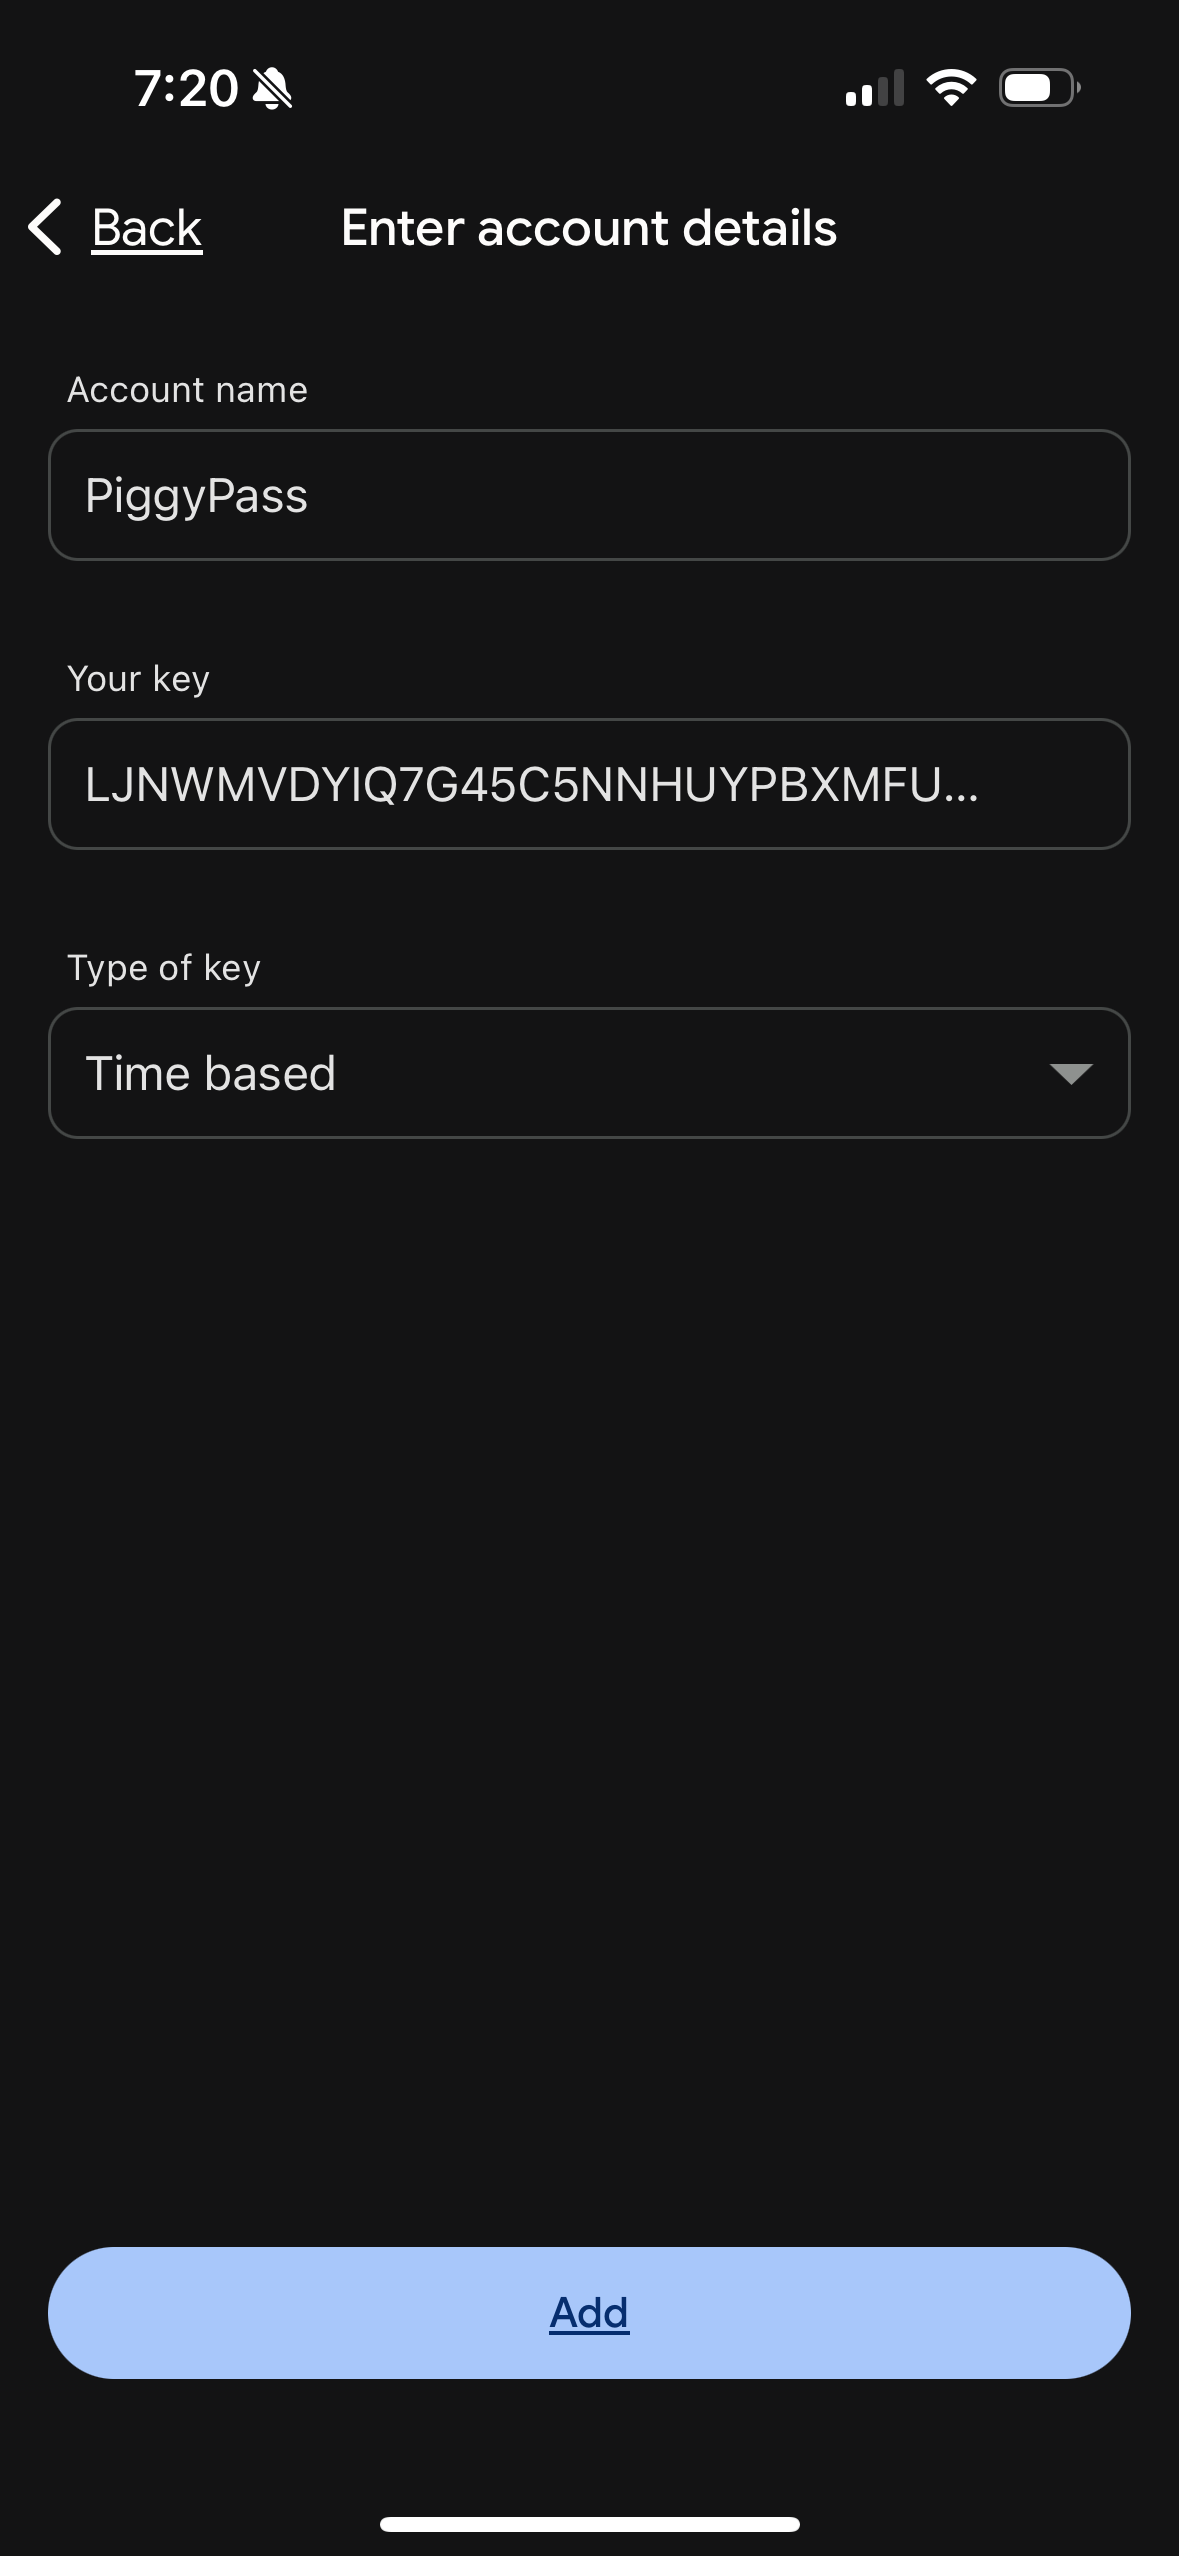 7:20
Back
Enter account details
Account name
PiggyPass
Your key
LJNWMVDYIQ7G45C5NNHUYPBXMFU...
Type of key
Time based
Add